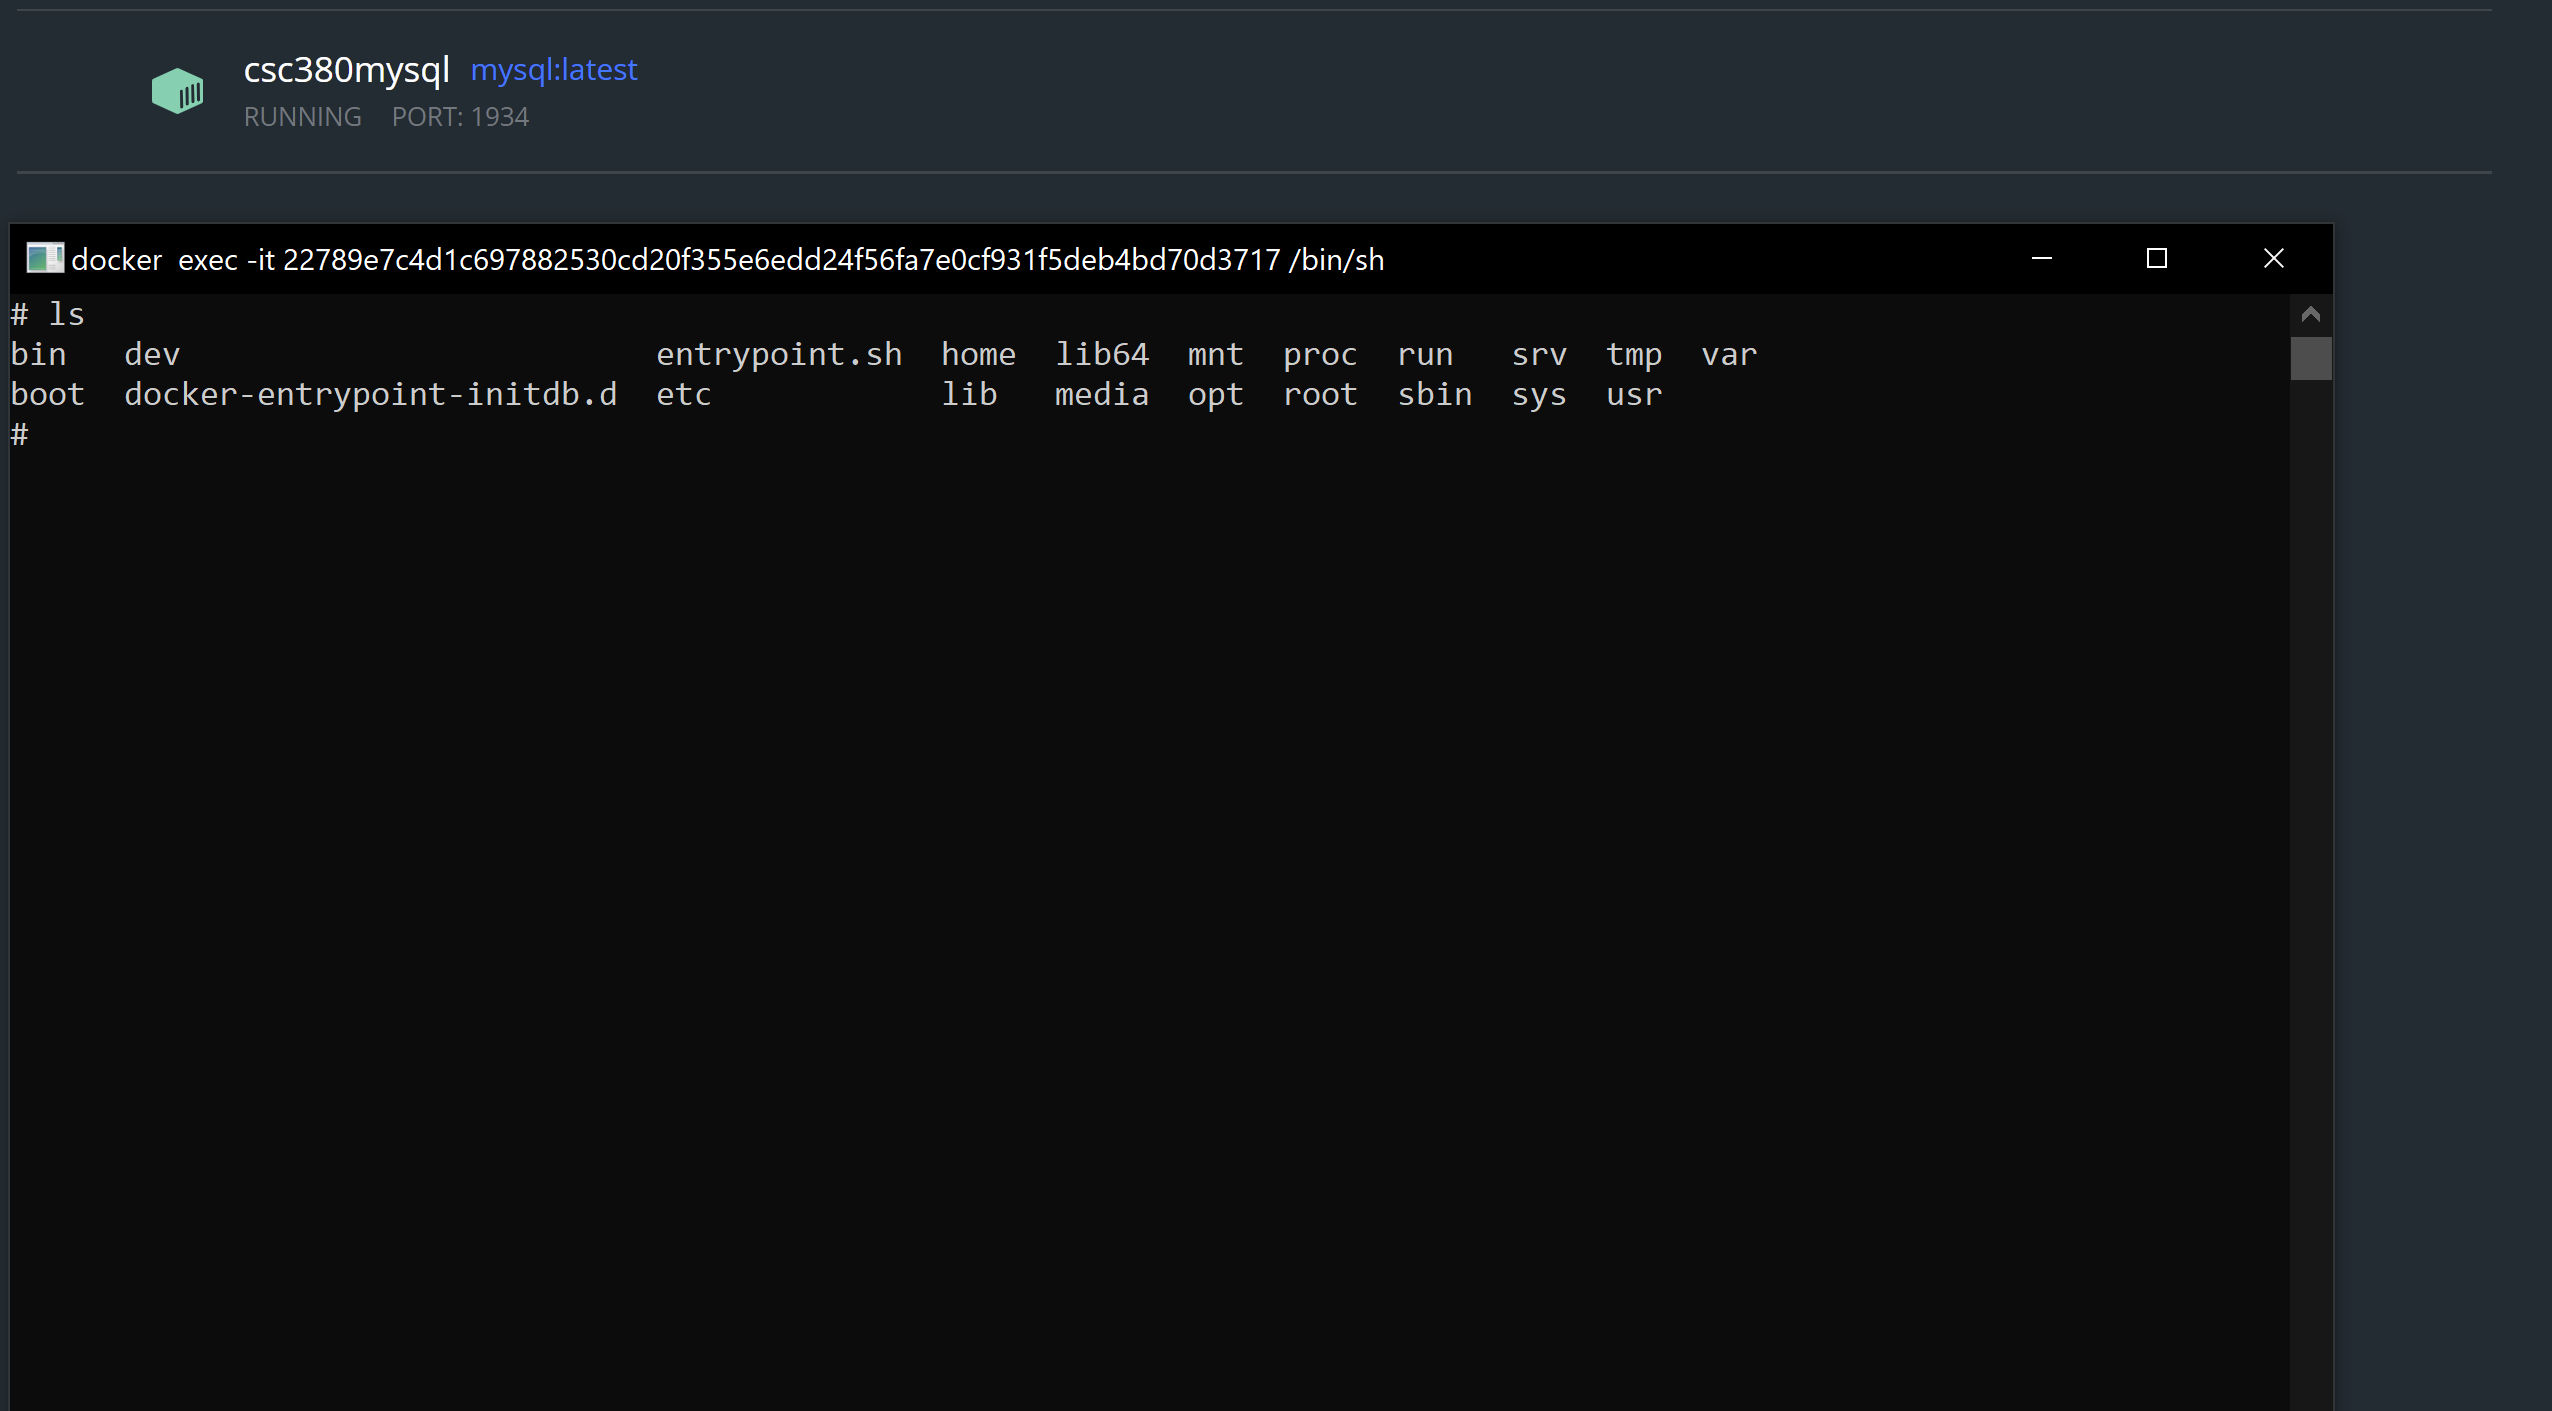 csc380mysql mysql:latest
RUNNING PORT: 1934
docker  exec -it 22789e7c4d1c697882530cd20f355e6edd24f56fa7e0cf931f5deb4bd70d3717 /bin/sh
# ls
bin   dev                         entrypoint.sh  home  lib64  mnt  proc  run   srv  tmp  var
boot  docker-entrypoint-initdb.d  etc            lib   media  opt  root  sbin  sys  usr
#